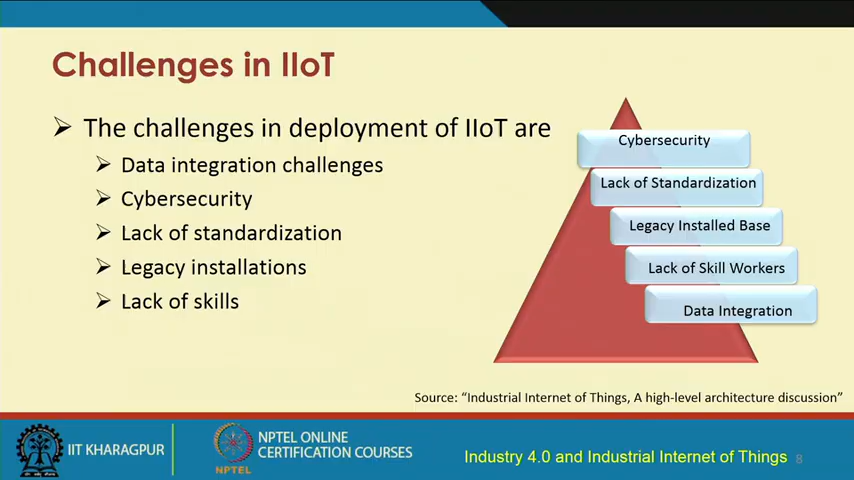 Challenges in IIoT
➢ The challenges in deployment of IIoT are
➢ Data integration challenges
➢ Cybersecurity
➢ Lack of standardization
➢ Legacy installations
➢ Lack of skills
Cybersecurity
Lack of Standardization
Legacy Installed Base
Lack of Skill Workers
Data Integration
Source: “Industrial Internet of Things, A high-level architecture discussion”
IIT KHARAGPUR
NPTEL
NPTEL ONLINE
CERTIFICATION COURSES
Industry 4.0 and Industrial Internet of Things
8